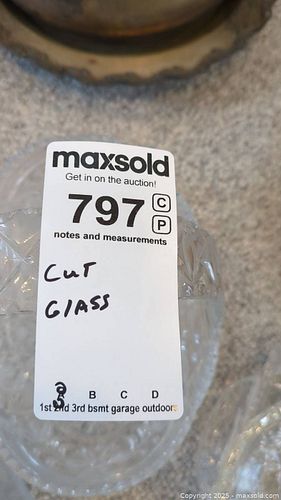 maxsold
Get in on the auction!
797 C
P
notes and measurements
Cut
Glass
B C D
1st 2nd 3rd bsmt garage outdoors
Copyright © 2025 - maxsold.com